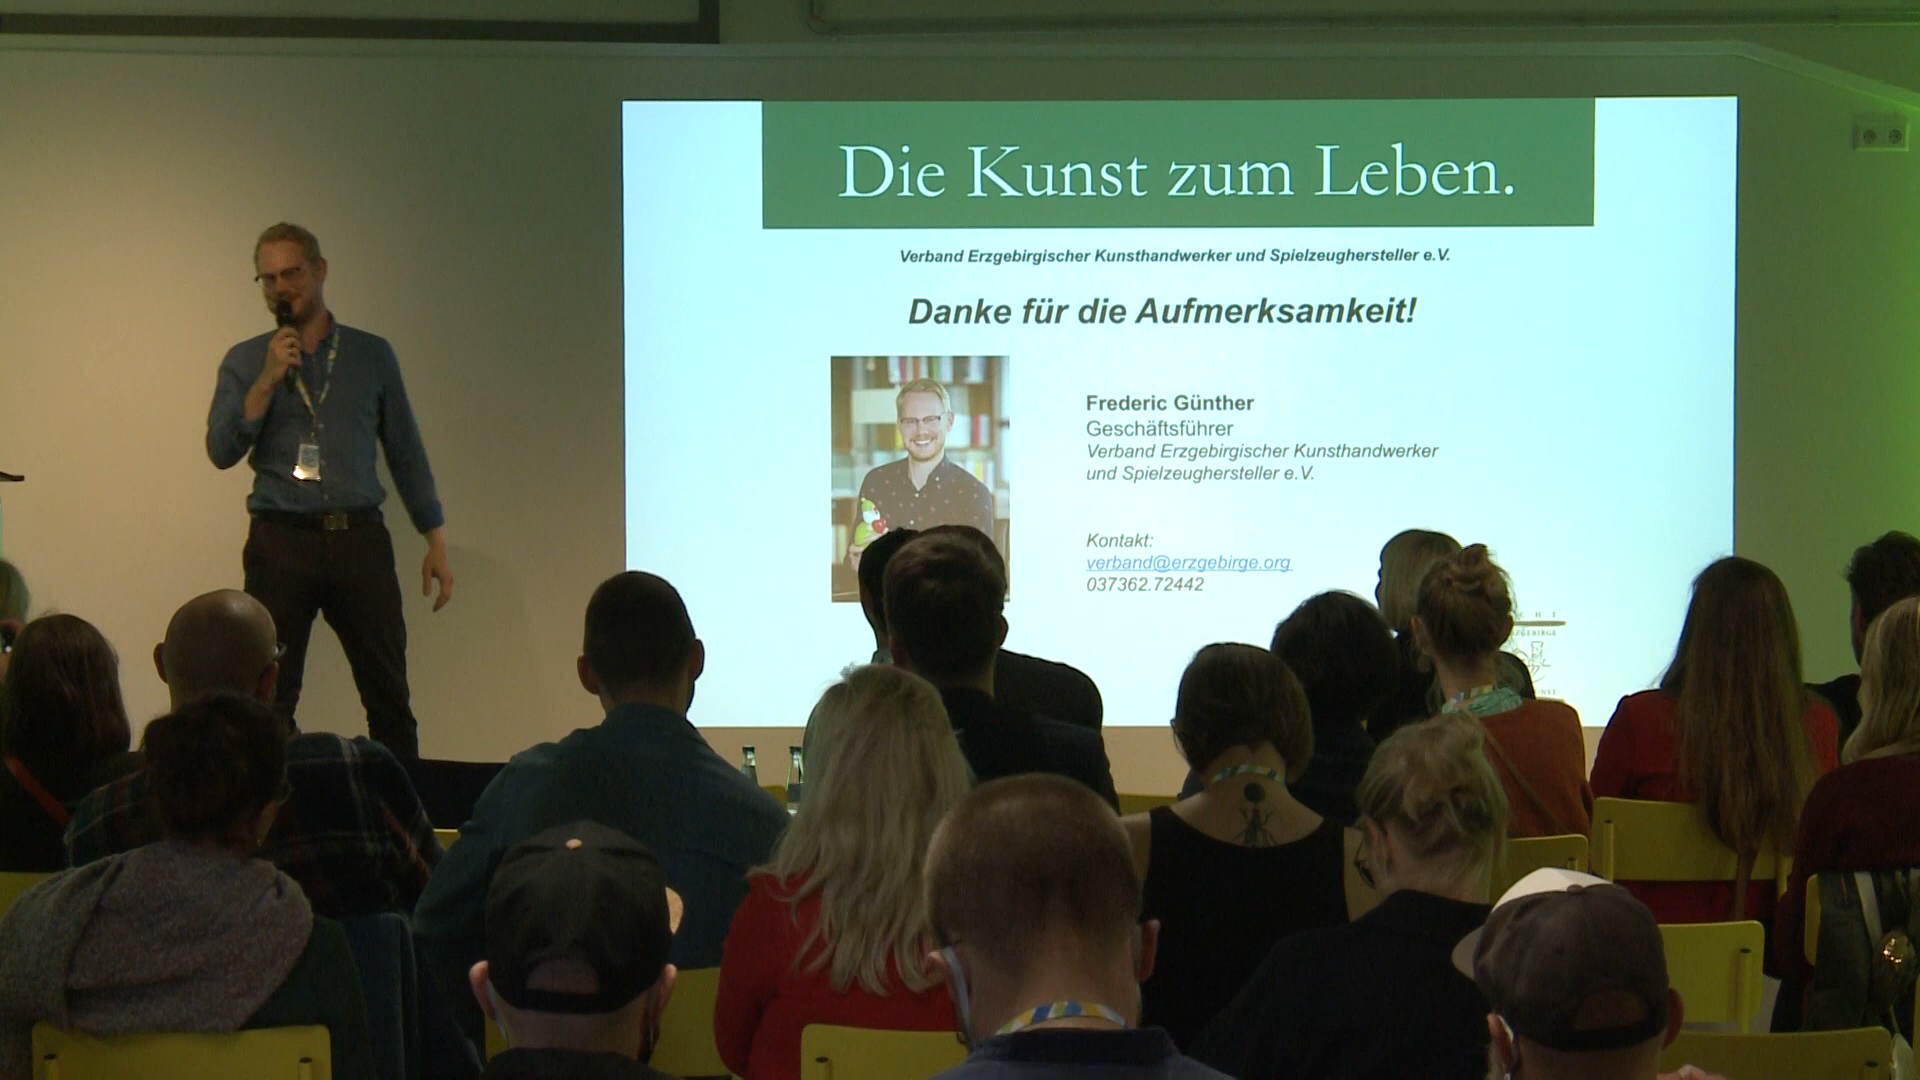 Die Kunst zum Leben.
Verband Erzgebirgischer Kunsthandwerker und Spielzeughersteller e.V.
Danke für die Aufmerksamkeit!
Frederic Günther
Geschäftsführer
Verband Erzgebirgischer Kunsthandwerker
und Spielzeughersteller e.V.
Kontakt:
verband@erzgebirge.org
037362.72442